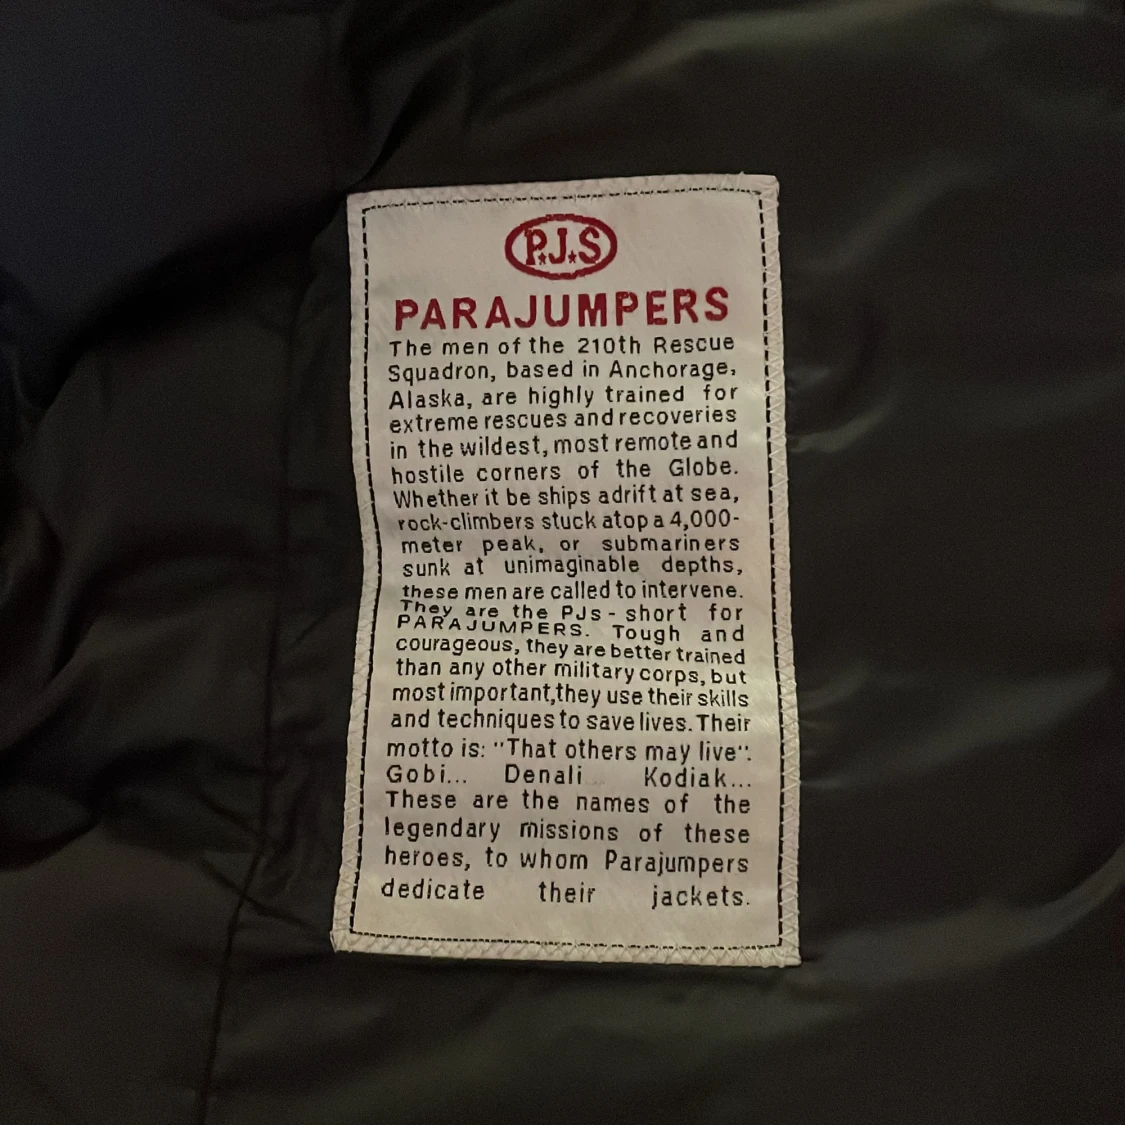 P.J.S
PARAJUMPERS
The men of the 210th Rescue
Squadron, based in Anchorage,
Alaska, are highly trained for
extreme rescues and recoveries
in the wildest, most remote and
hostile corners of the Globe.
Whether it be ships adrift at sea,
rock-climbers stuck atop a 4,000-
meter peak, or submariners
sunk at unimaginable depths,
these men are called to intervene.
They are the PJs - short for
PARAJUMPERS. Tough and
courageous, they are better trained
than any other military corps, but
most important,they use their skills
and techniques to save lives. Their
motto is: "That others may live".
Gobi... Denali... Kodiak...
These are the names of the
legendary missions of these
heroes, to whom Parajumpers
dedicate their jackets.